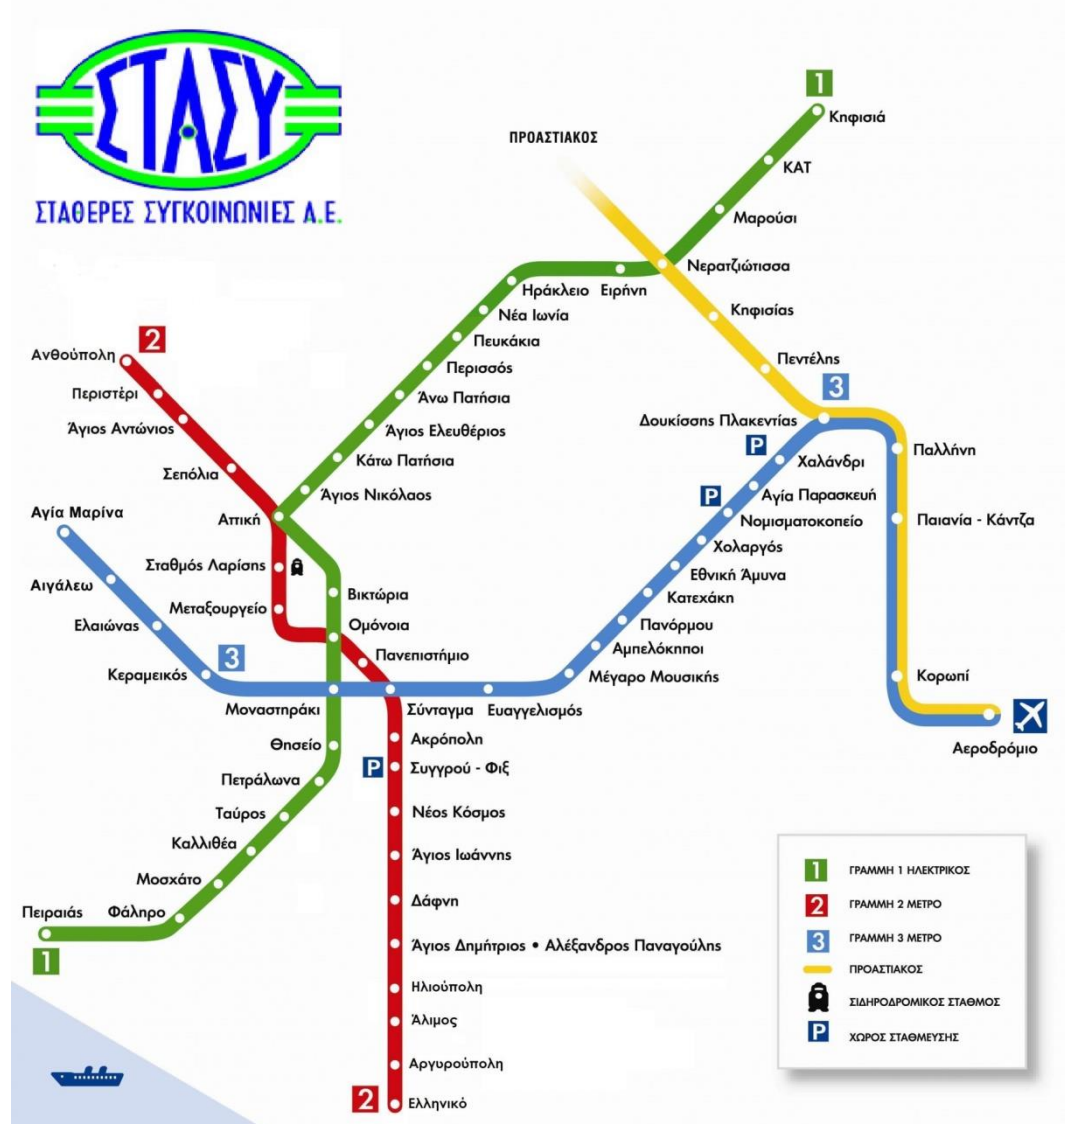 ΣΤΑΣΥ
ΣΤΑΘΕΡΕΣ ΣΥΓΚΟΙΝΩΝΙΕΣ Α.Ε.
1
Κηφισιά
ΠΡΟΑΣΤΙΑΚΟΣ
ΚΑΤ
Μαρούσι
Νερατζιώτισσα
Ηράκλειο
Ειρήνη
Κηφισίας
Νέα Ιωνία
Πευκάκια
Πεντέλης
2
Ανθούπολη
Περισσός
3
Περιστέρι
Άνω Πατήσια
Δουκίσσης Πλακεντίας
Άγιος Αντώνιος
Άγιος Ελευθέριος
P
Παλλήνη
Σεπόλια
Κάτω Πατήσια
Χαλάνδρι
Άγιος Νικόλαος
P
Αγία Παρασκευή
Αγία Μαρίνα
Αττική
Νομισματοκοπείο
Παιανία - Κάντζα
Χολαργός
Σταθμός Λαρίσης
Εθνική Άμυνα
Αιγάλεω
Βικτώρια
Κατεχάκη
Μεταξουργείο
Ελαιώνας
Ομόνοια
Πανόρμου
Πανεπιστήμιο
Αμπελόκηποι
3
Κεραμεικός
Μέγαρο Μουσικής
Κορωπί
Μοναστηράκι
Σύνταγμα
Ευαγγελισμός
Θησείο
Ακρόπολη
Αεροδρόμιο
P
Συγγρού - Φιξ
Πετράλωνα
Ταύρος
Νέος Κόσμος
Καλλιθέα
Άγιος Ιωάννης
Μοσχάτο
Δάφνη
Πειραιάς
Φάληρο
1
Άγιος Δημήτριος • Αλέξανδρος Παναγούλης
Ηλιούπολη
Άλιμος
Αργυρούπολη
2
Ελληνικό
1 ΓΡΑΜΜΗ 1 ΗΛΕΚΤΡΙΚΟΣ
2 ΓΡΑΜΜΗ 2 ΜΕΤΡΟ
3 ΓΡΑΜΜΗ 3 ΜΕΤΡΟ
ΠΡΟΑΣΤΙΑΚΟΣ
ΣΙΔΗΡΟΔΡΟΜΙΚΟΣ ΣΤΑΘΜΟΣ
P ΧΩΡΟΣ ΣΤΑΘΜΕΥΣΗΣ